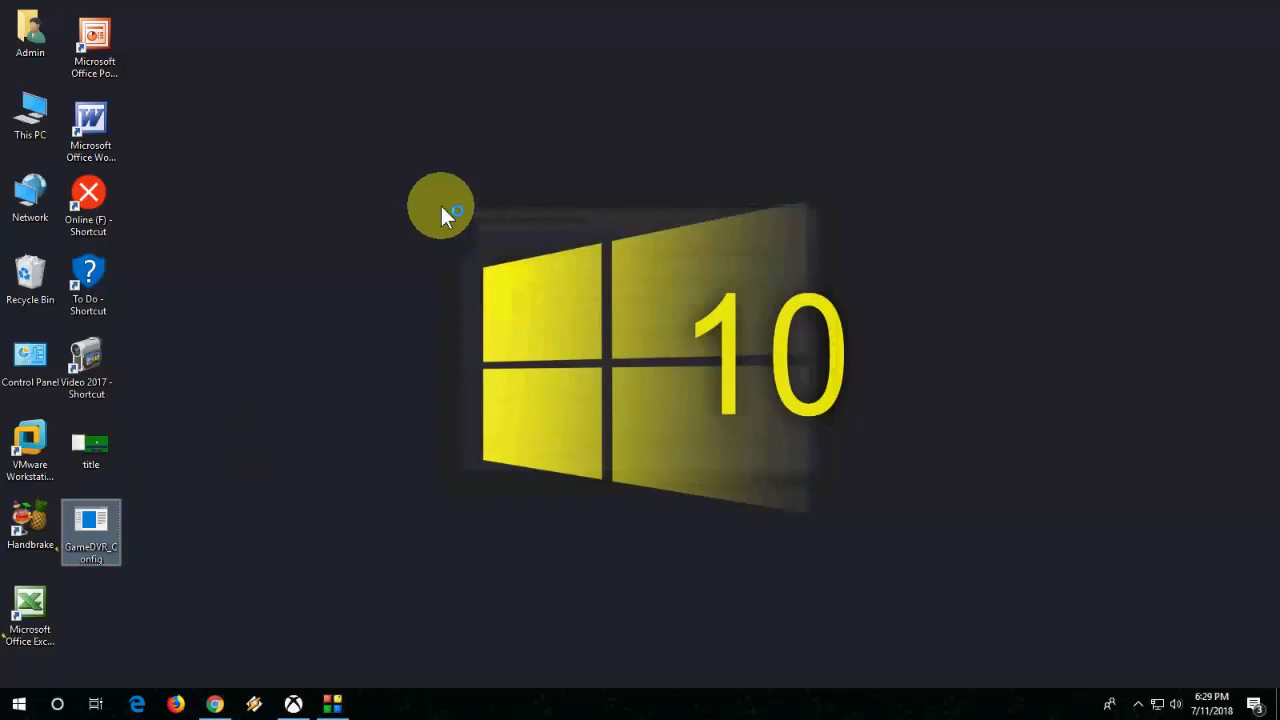 Admin
Microsoft
Office Po...
This PC
Microsoft
Office Wo...
Network
Online (F) -
Shortcut
Recycle Bin
To Do -
Shortcut
Control Panel
Video 2017 -
Shortcut
VMware
Workstati...
title
Handbrake
GameDVR_C
onfig
Microsoft
Office Exc...
10
6:29 PM
7/11/2018
3